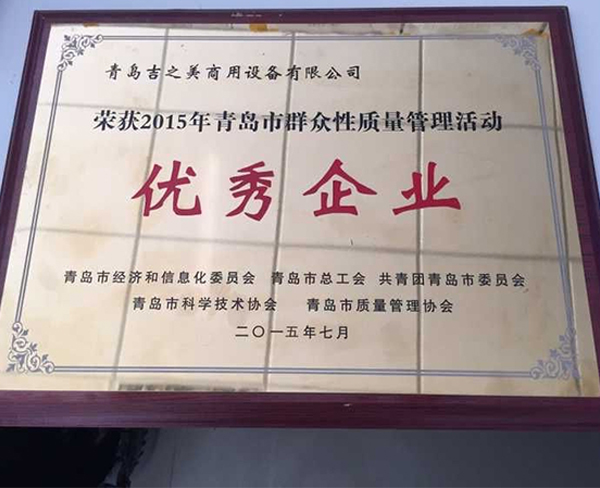 青岛吉之美商用设备有限公司
荣获2015年青岛市群众性质量管理活动
优秀企业
青岛市经济和信息化委员会 青岛市总工会 共青团青岛市委员会
青岛市科学技术协会 青岛市质量管理协会
二〇一五年七月